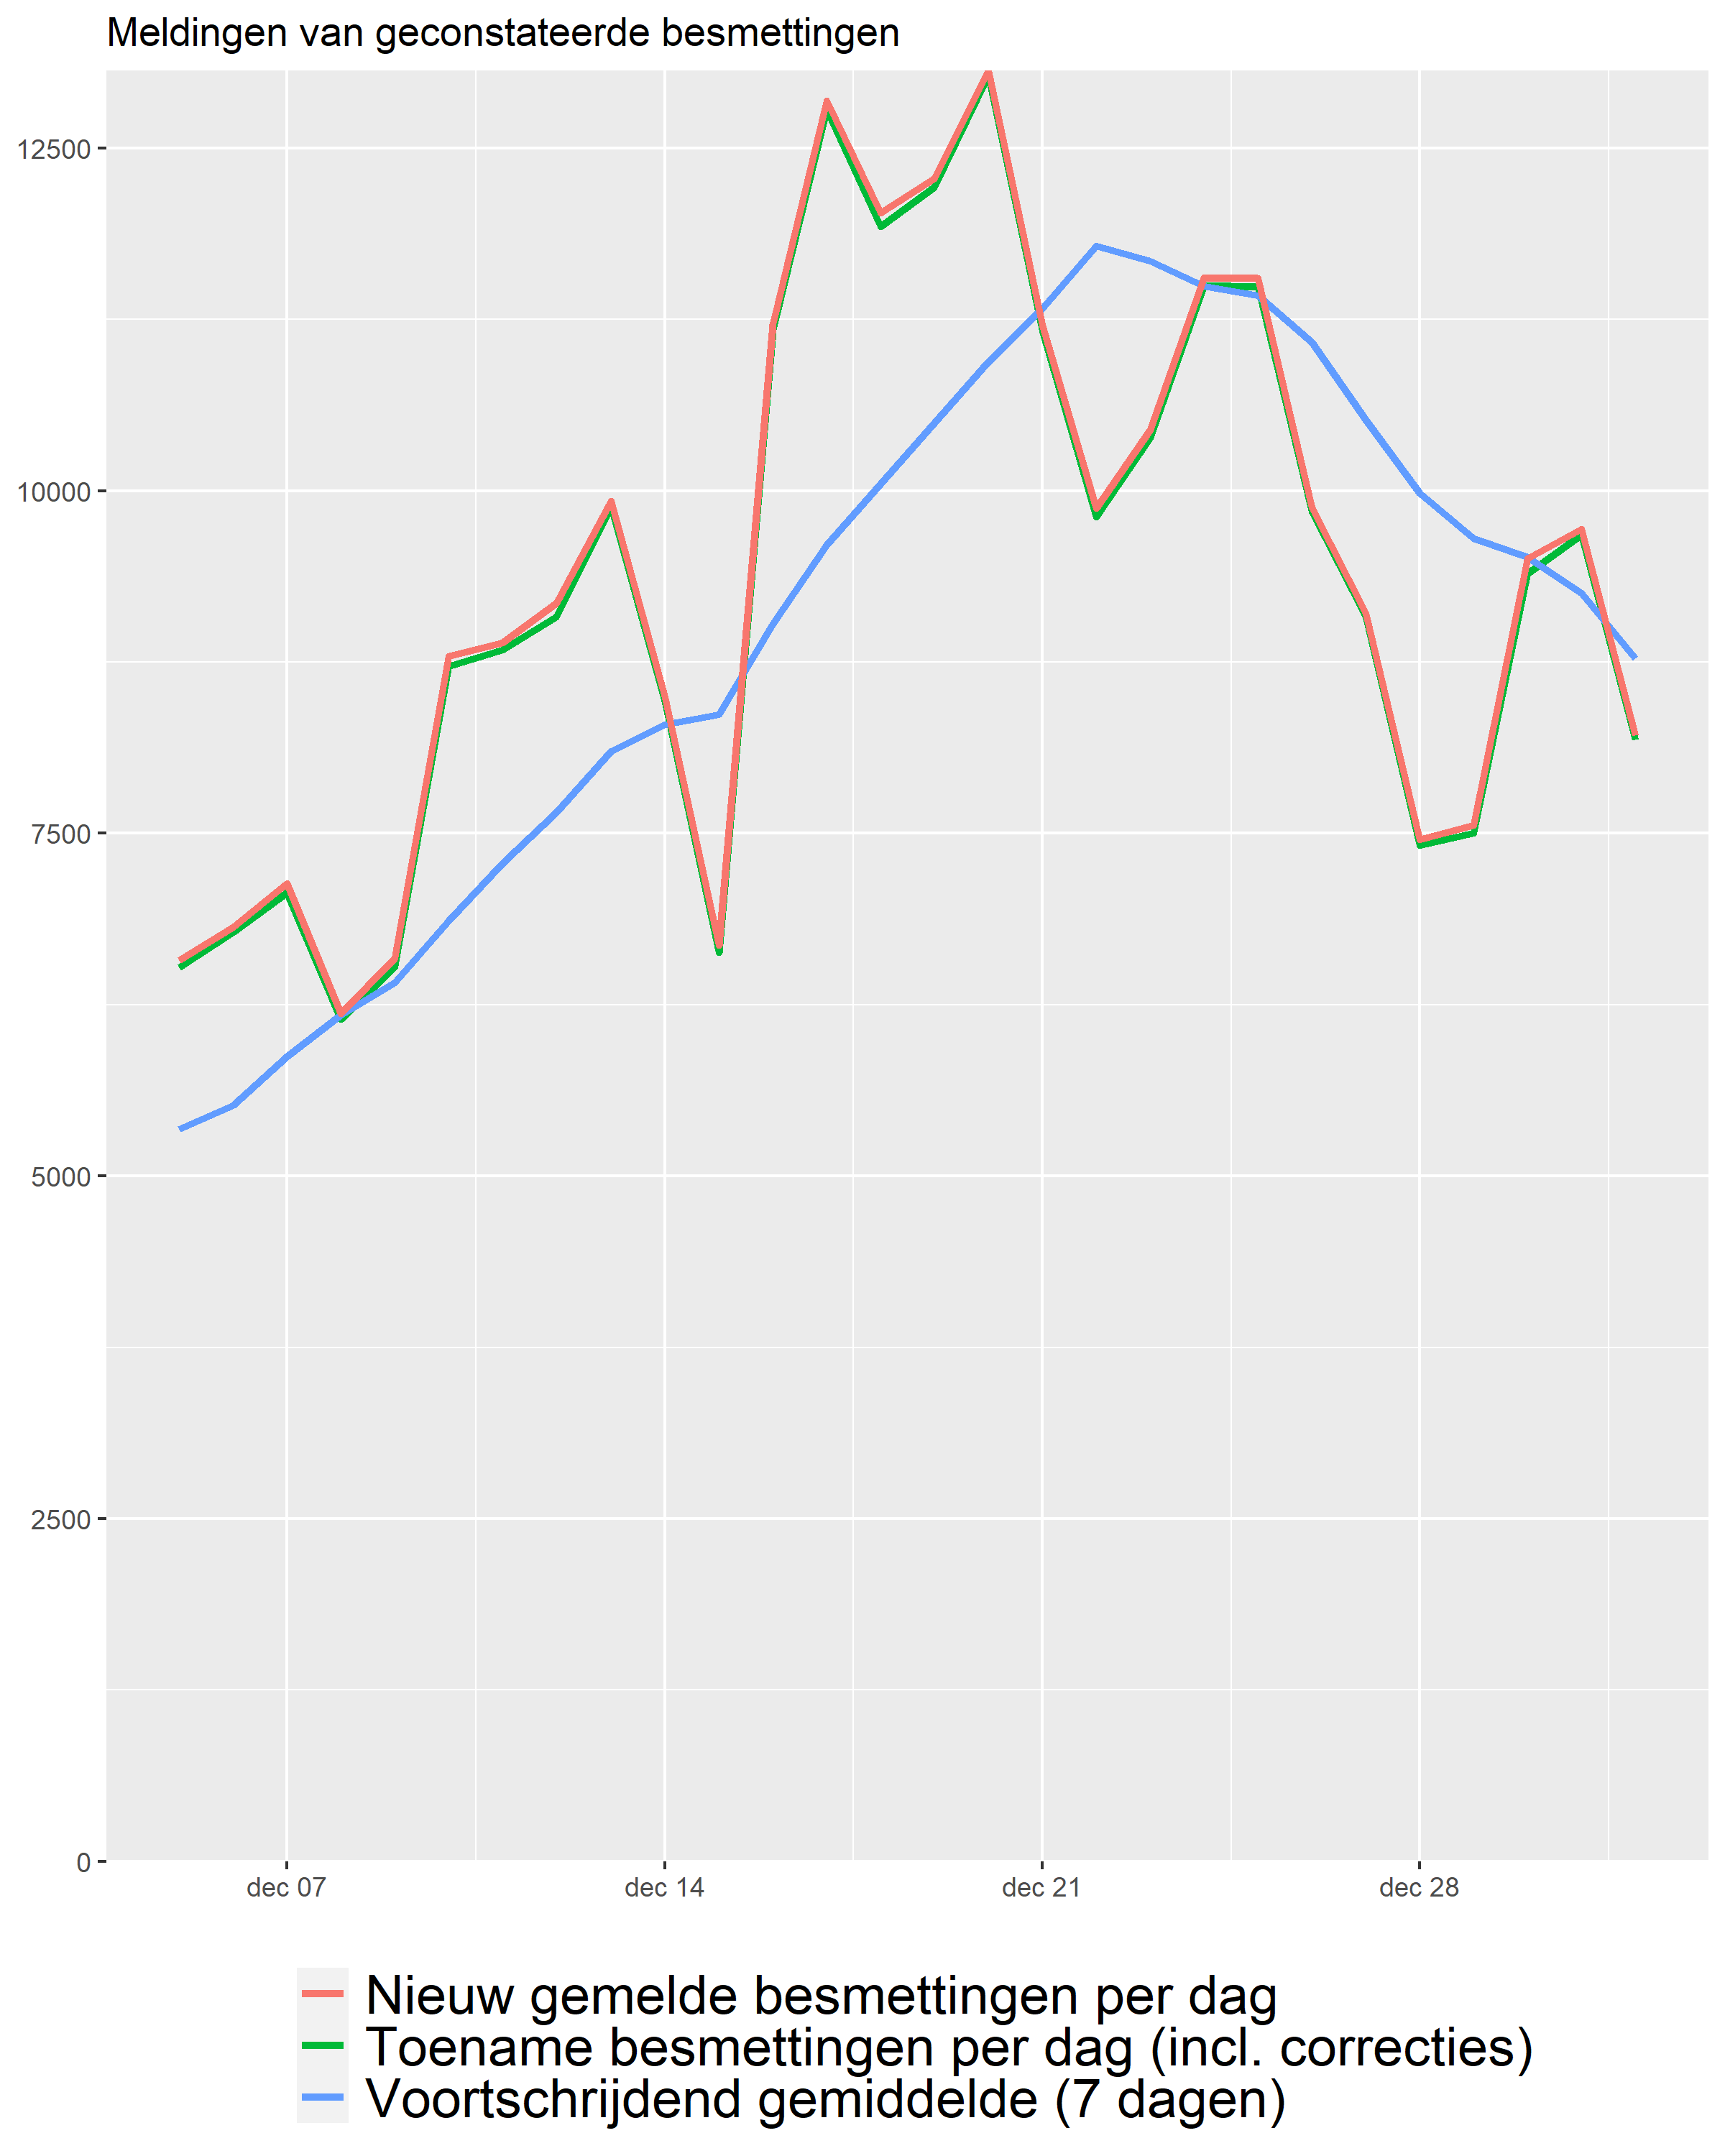 Meldingen van geconstateerde besmettingen
12500
10000
7500
5000
2500
0
dec 07
dec 14
dec 21
dec 28
Nieuw gemelde besmettingen per dag
Toename besmettingen per dag (incl. correcties)
Voortschrijdend gemiddelde (7 dagen)